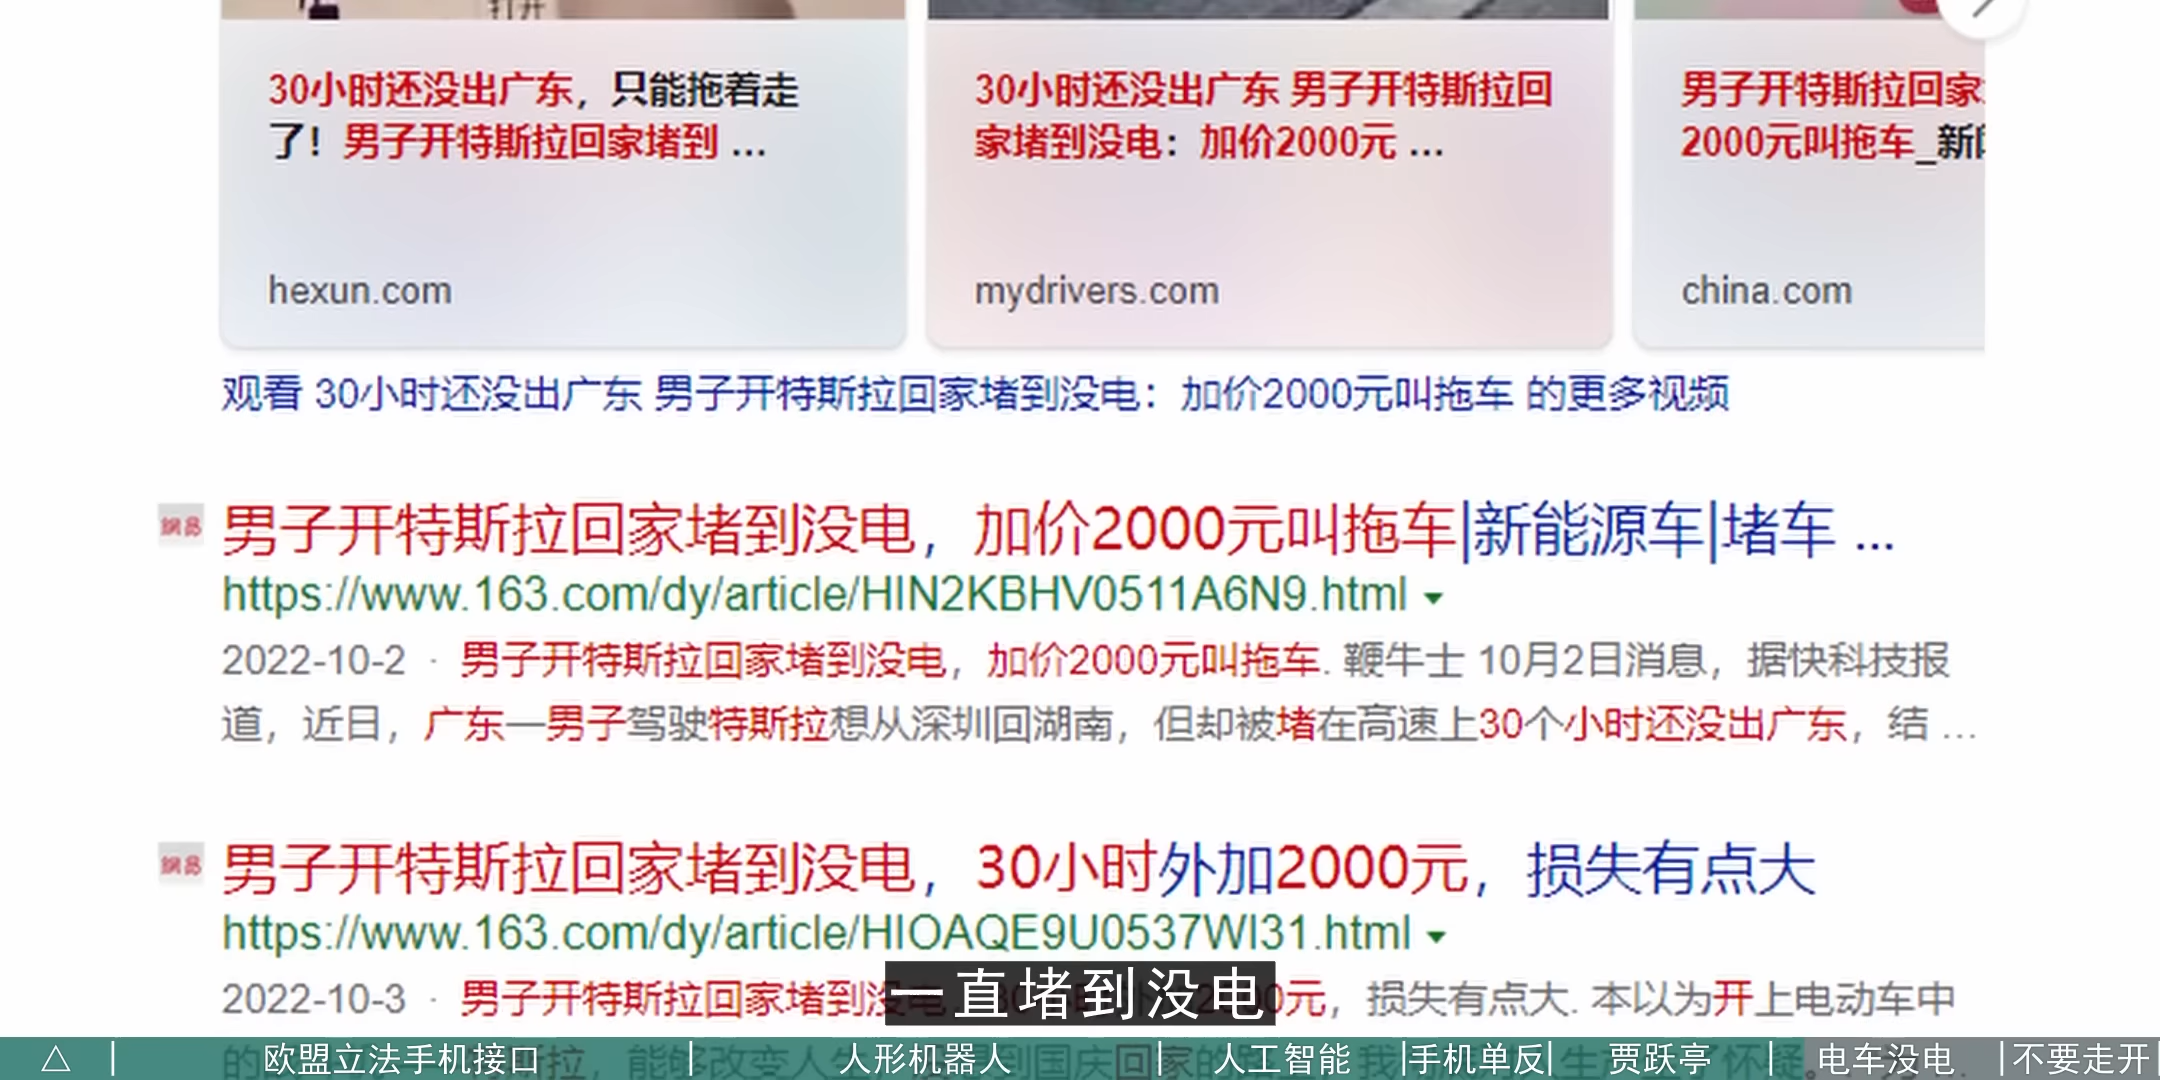 打开
30小时还没出广东，只能拖着走
了！男子开特斯拉回家堵到 ...
hexun.com
30小时还没出广东 男子开特斯拉回
家堵到没电：加价2000元 ...
mydrivers.com
男子开特斯拉回家
2000元叫拖车_新
china.com
观看 30小时还没出广东 男子开特斯拉回家堵到没电：加价2000元叫拖车 的更多视频
網易 男子开特斯拉回家堵到没电，加价2000元叫拖车|新能源车|堵车 ...
https://www.163.com/dy/article/HIN2KBHV0511A6N9.html
2022-10-2 · 男子开特斯拉回家堵到没电，加价2000元叫拖车. 鞭牛士 10月2日消息，据快科技报
道，近日，广东一男子驾驶特斯拉想从深圳回湖南，但却被堵在高速上30个小时还没出广东，结 ...
網易 男子开特斯拉回家堵到没电，30小时外加2000元，损失有点大
https://www.163.com/dy/article/HIOAQE9U0537WI31.html
2022-10-3 · 男子开特斯拉回家堵到没 元，损失有点大. 本以为开上电动车中
一直堵到没电
△ | 欧盟立法手机接口 | 人形机器人 | 人工智能 |手机单反| 贾跃亭 | 电车没电 |不要走开|